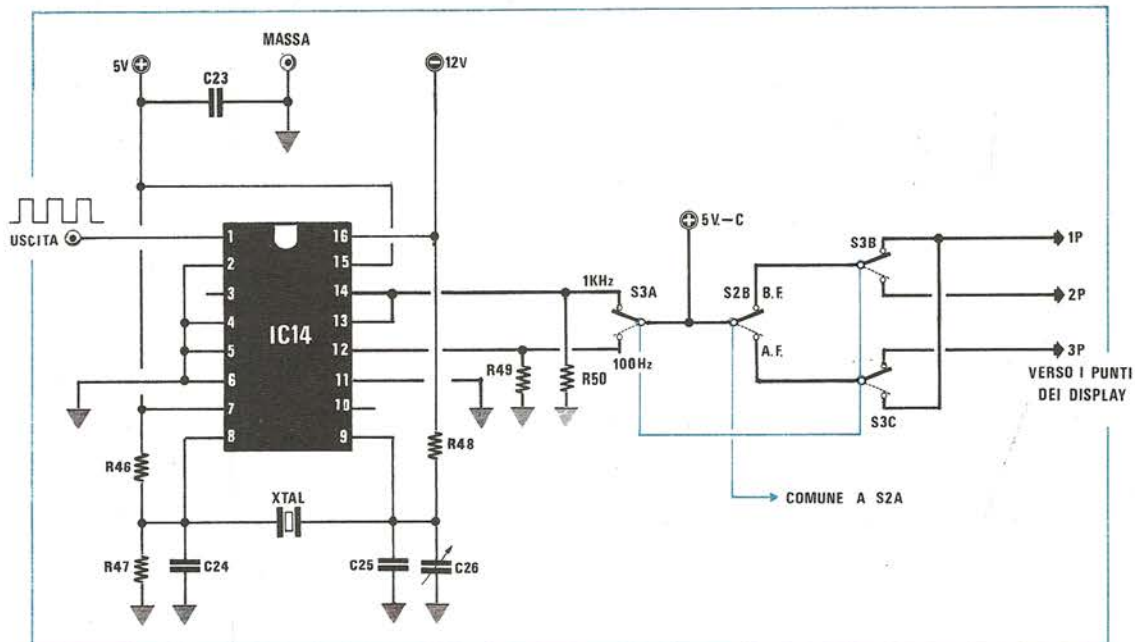 MASSA
5V +
- 12V
C23
USCITA
1
2
3
4
5
6
7
8
16
15
14
13
12
11
10
9
IC14
5V.-C
1KHz
S3A
100Hz
S2B
B.F.
A.F.
S3B
S3C
1P
2P
3P
VERSO I PUNTI
DEI DISPLAY
R49
R50
R46
R48
XTAL
R47
C24
C25
C26
COMUNE A S2A